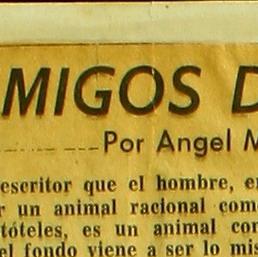 MIGOS D
Por Angel M
escritor que el hombre, e
r un animal racional com
tóteles, es un animal con
el fondo viene a ser lo mis